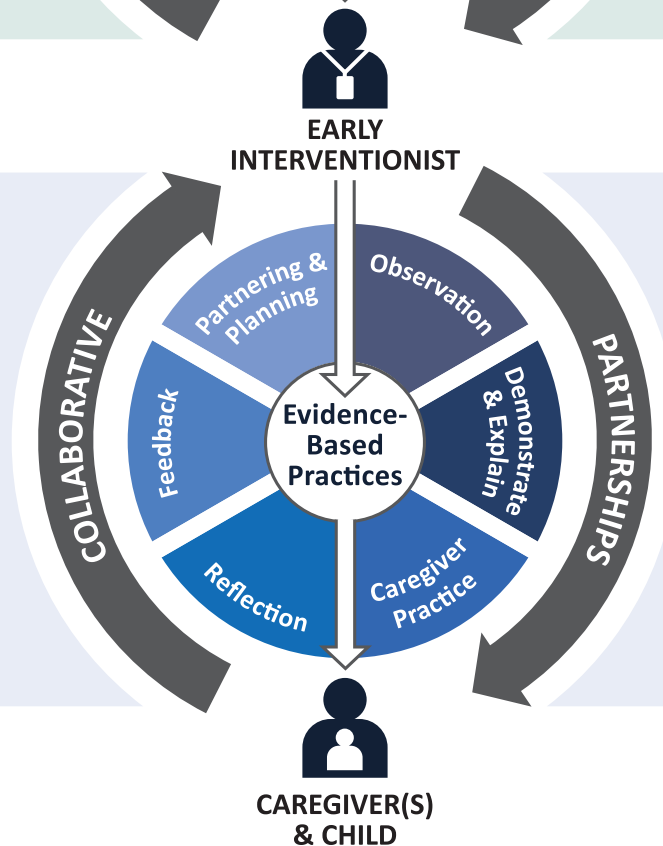 EARLY
INTERVENTIONIST
Partnering &
Planning
Observation
COLLABORATIVE
PARTNERSHIPS
Feedback
Evidence-
Based
Practices
Demonstrate
& Explain
Reflection
Caregiver
Practice
CAREGIVER(S)
& CHILD